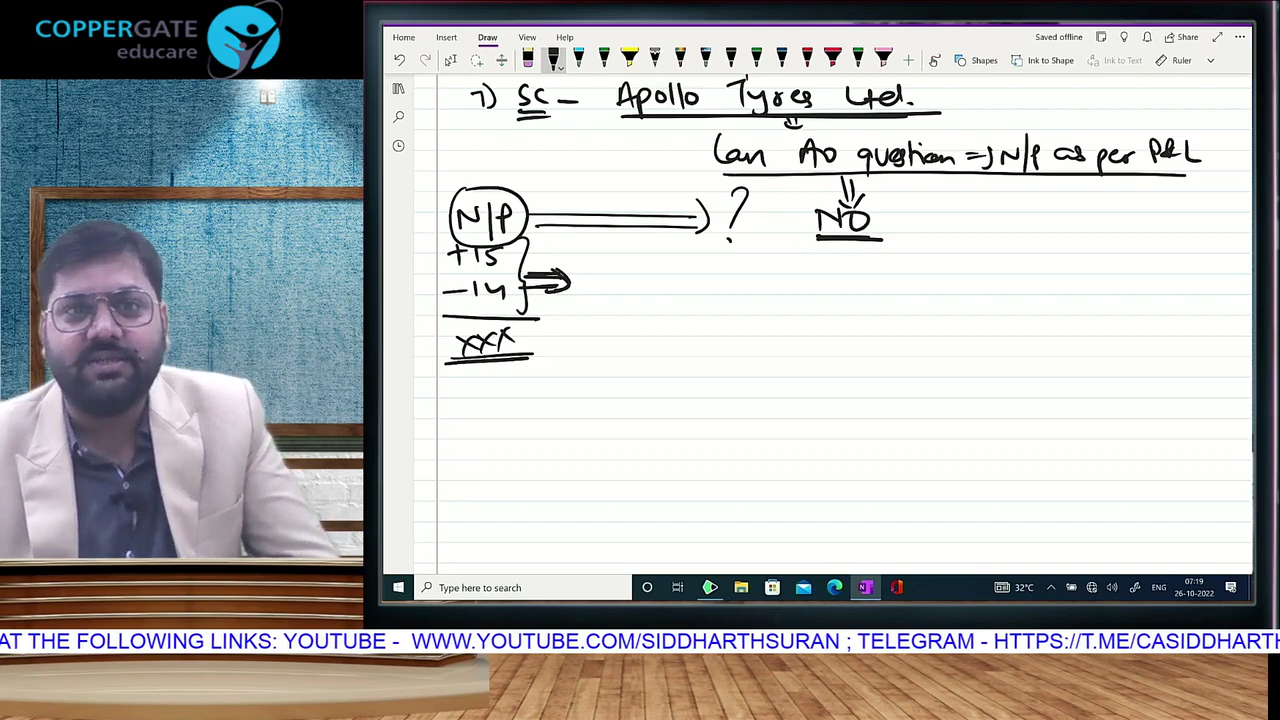 COPPERGATE
educare
Home Insert Draw View Help
Saved offline
Share
Shapes Ink to Shape Ink to Text Ruler
7) SC - Apollo Tyres Ltd.
Can AO question => N/P as per P&L
N/P ? NO
+15
-14
XXX
Type here to search
32°C
ENG
07:19
26-10-2022
AT THE FOLLOWING LINKS: YOUTUBE - WWW.YOUTUBE.COM/SIDDHARTHSURAN ; TELEGRAM - HTTPS://T.ME/CASIDDHARTH